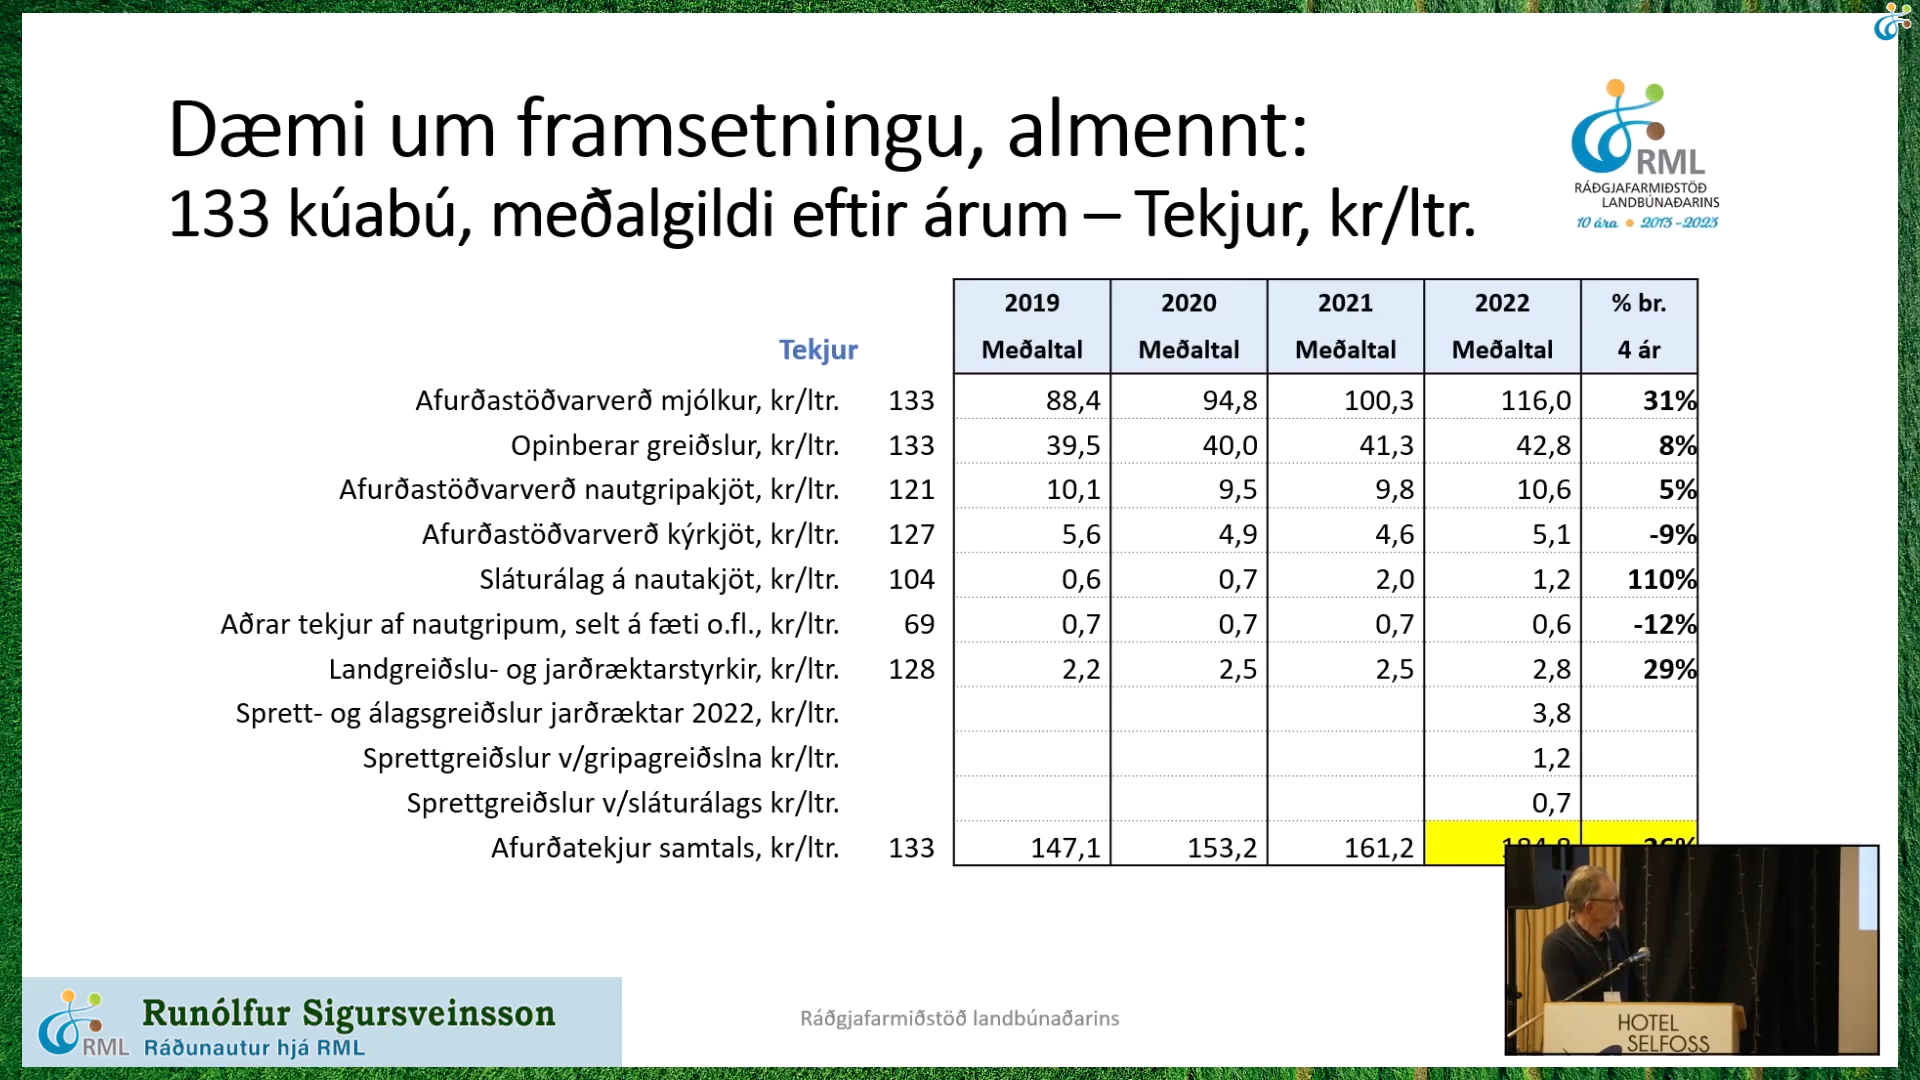 Dæmi um framsetningu, almennt:
133 kúabú, meðalgildi eftir árum – Tekjur, kr/ltr.
RML
RÁÐGJAFARMIÐSTÖÐ
LANDBÚNAÐARINS
10 ára • 2013-2023
2019 2020 2021 2022 % br.
Tekjur Meðaltal Meðaltal Meðaltal Meðaltal 4 ár
Afurðastöðvarverð mjólkur, kr/ltr. 133 88,4 94,8 100,3 116,0 31%
Opinberar greiðslur, kr/ltr. 133 39,5 40,0 41,3 42,8 8%
Afurðastöðvarverð nautgripakjöt, kr/ltr. 121 10,1 9,5 9,8 10,6 5%
Afurðastöðvarverð kýrkjöt, kr/ltr. 127 5,6 4,9 4,6 5,1 -9%
Sláturálag á nautakjöt, kr/ltr. 104 0,6 0,7 2,0 1,2 110%
Aðrar tekjur af nautgripum, selt á fæti o.fl., kr/ltr. 69 0,7 0,7 0,7 0,6 -12%
Landgreiðslu- og jarðræktarstyrkir, kr/ltr. 128 2,2 2,5 2,5 2,8 29%
Sprett- og álagsgreiðslur jarðræktar 2022, kr/ltr. 3,8
Sprettgreiðslur v/gripagreiðslna kr/ltr. 1,2
Sprettgreiðslur v/sláturálags kr/ltr. 0,7
Afurðatekjur samtals, kr/ltr. 133 147,1 153,2 161,2
HOTEL
SELFOSS
RML
Runólfur Sigursveinsson
Ráðunautur hjá RML
Ráðgjafarmiðstöð landbúnaðarins